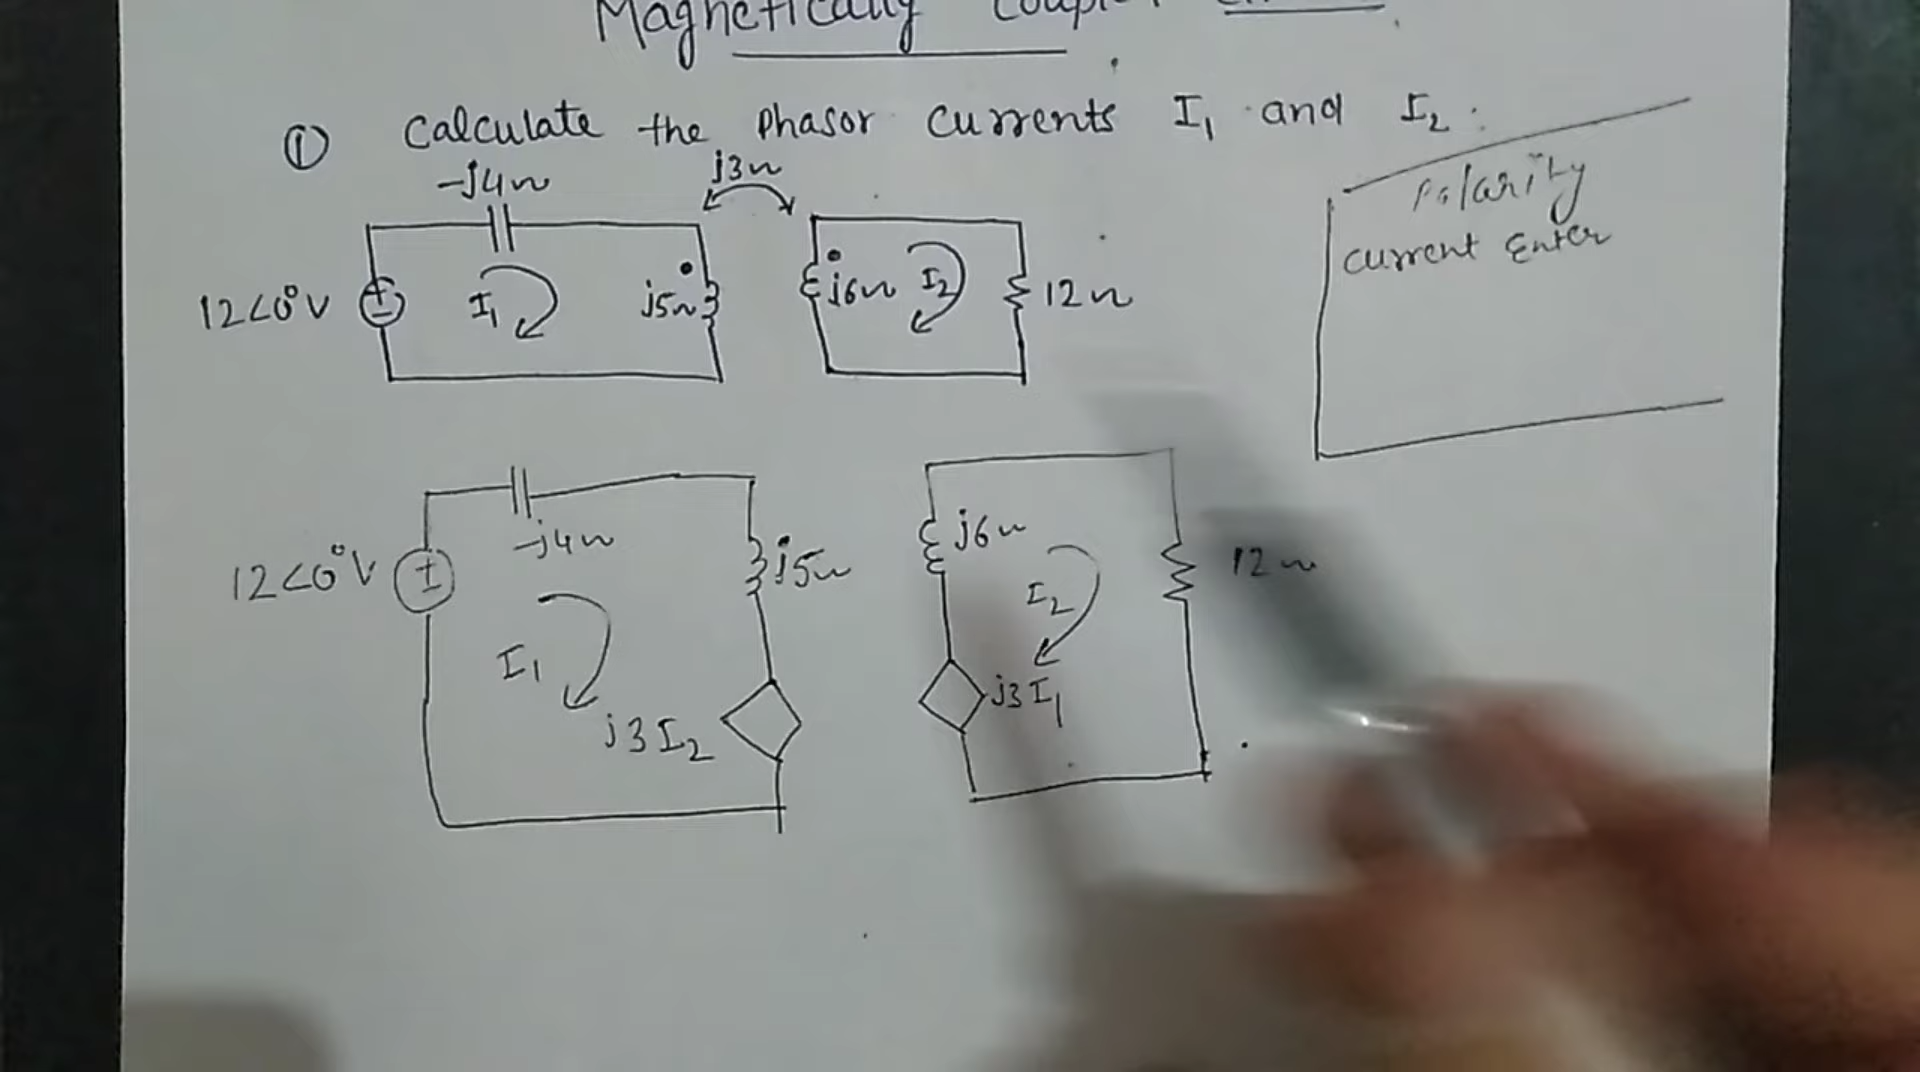 Magnetically
① Calculate the Phasor Currents I₁ and I₂.
-j4Ω
j3Ω
Polarity
Current Enter
12<0°V
+
-
I₁
j5Ω
j6Ω
I₂
12Ω
-j4Ω
12<0°V
±
j5Ω
I₁
j3I₂
j6Ω
I₂
12Ω
j3I₁